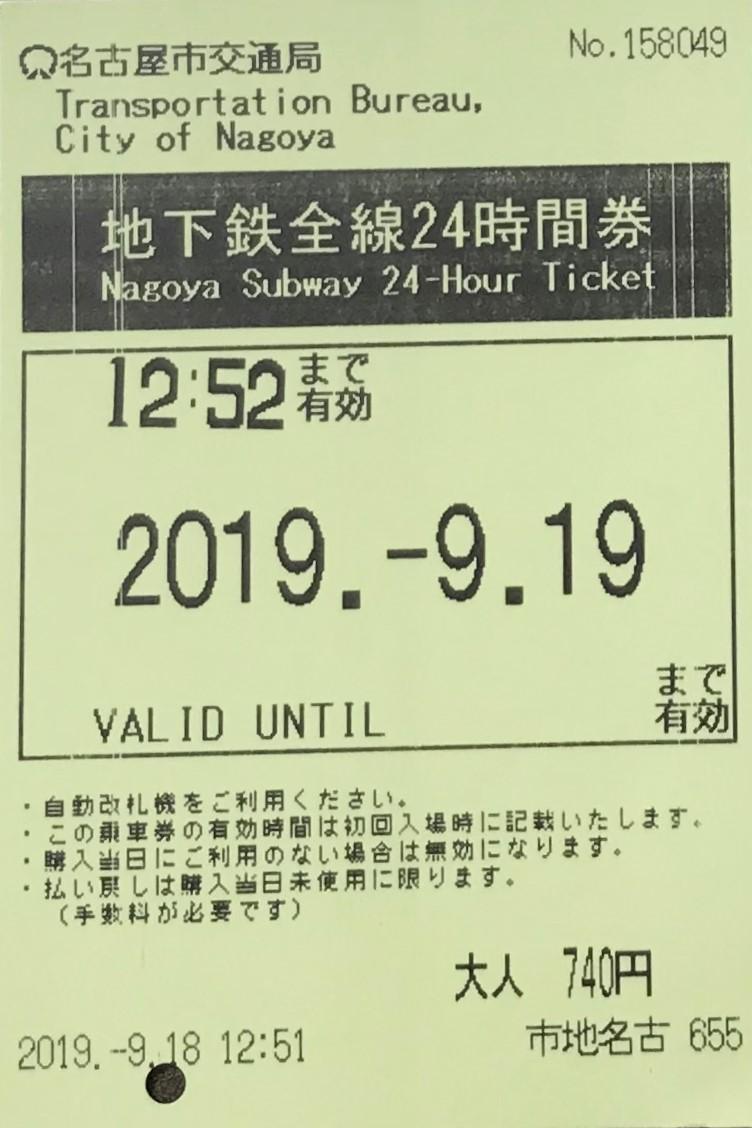 名古屋市交通局
No.158049
Transportation Bureau,
City of Nagoya
地下鉄全線24時間券
Nagoya Subway 24-Hour Ticket
12:52まで
有効
2019.-9.19
まで
VALID UNTIL 有効
・自動改札機をご利用ください。
・この乗車券の有効時間は初回入場時に記載いたします。
・購入当日にご利用のない場合は無効になります。
・払い戻しは購入当日未使用に限ります。
（手数料が必要です）
大人 740円
2019.-9.18 12:51
市地名古 655